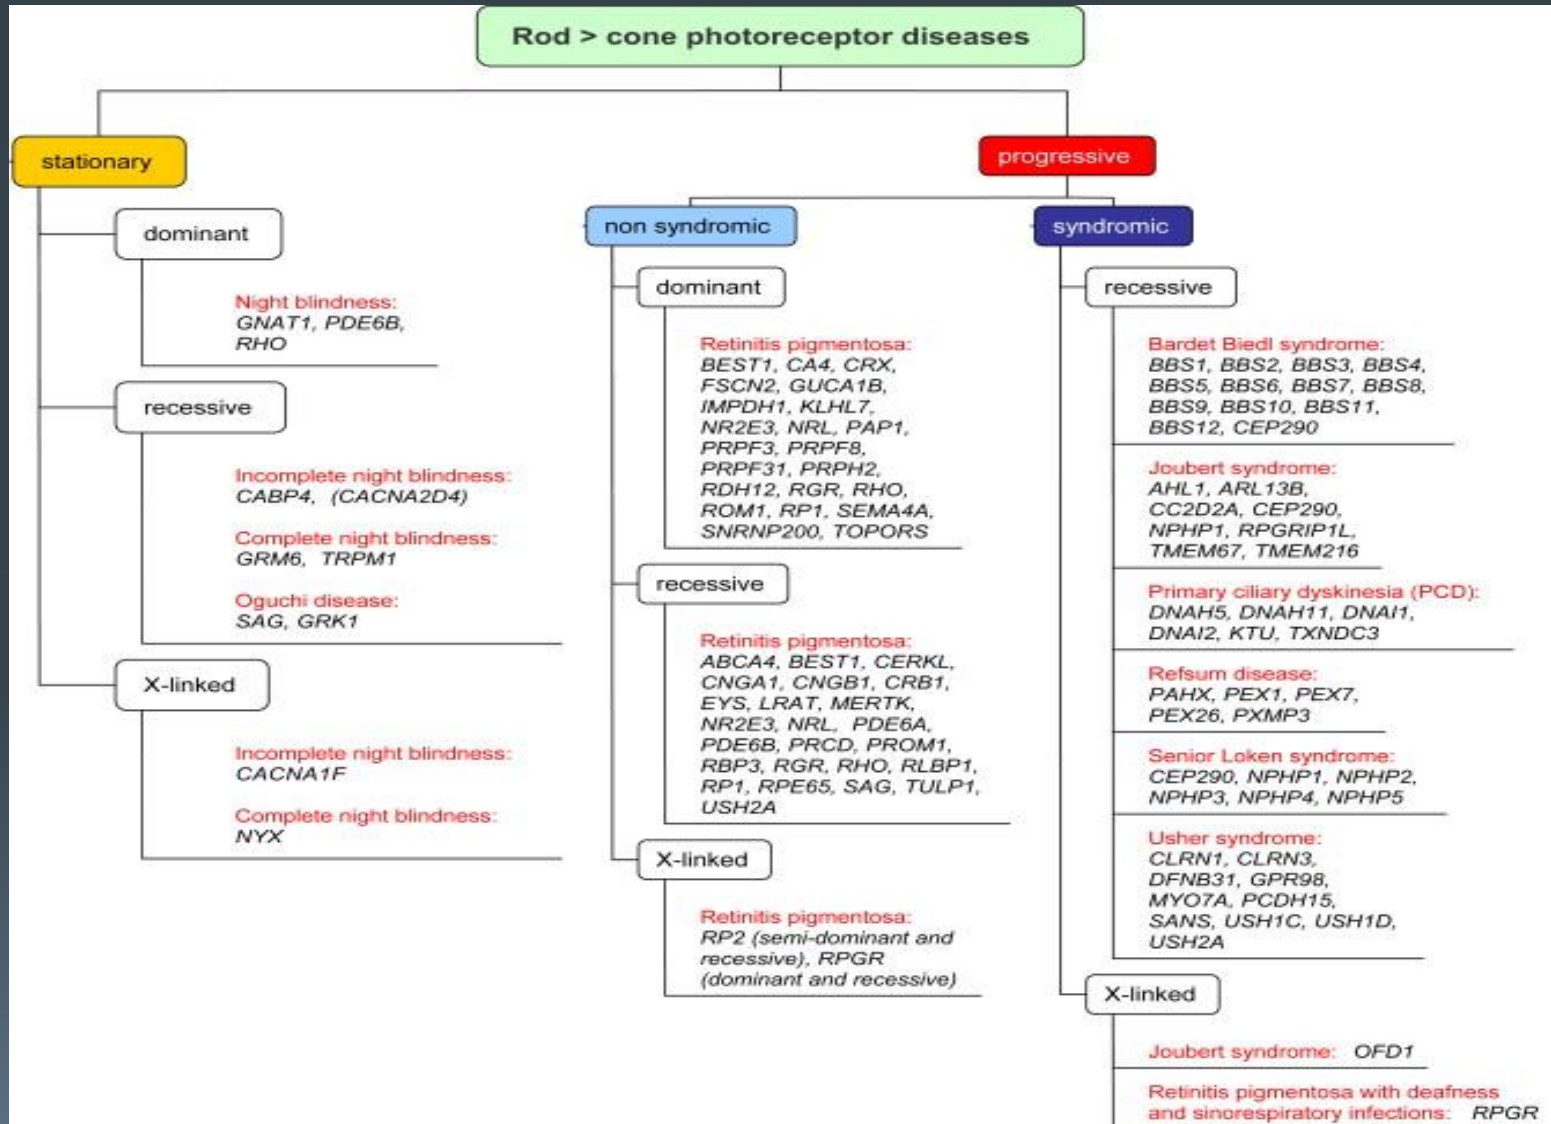 Rod > cone photoreceptor diseases
stationary
dominant
Night blindness:
GNAT1, PDE6B,
RHO
recessive
Incomplete night blindness:
CABP4, (CACNA2D4)
Complete night blindness:
GRM6, TRPM1
Oguchi disease:
SAG, GRK1
X-linked
Incomplete night blindness:
CACNA1F
Complete night blindness:
NYX
progressive
non syndromic
dominant
Retinitis pigmentosa:
BEST1, CA4, CRX,
FSCN2, GUCA1B,
IMPDH1, KLHL7,
NR2E3, NRL, PAP1,
PRPF3, PRPF8,
PRPF31, PRPH2,
RDH12, RGR, RHO,
ROM1, RP1, SEMA4A,
SNRNP200, TOPORS
recessive
Retinitis pigmentosa:
ABCA4, BEST1, CERKL,
CNGA1, CNGB1, CRB1,
EYS, LRAT, MERTK,
NR2E3, NRL, PDE6A,
PDE6B, PRCD, PROM1,
RBP3, RGR, RHO, RLBP1,
RP1, RPE65, SAG, TULP1,
USH2A
X-linked
Retinitis pigmentosa:
RP2 (semi-dominant and
recessive), RPGR
(dominant and recessive)
syndromic
recessive
Bardet Biedl syndrome:
BBS1, BBS2, BBS3, BBS4,
BBS5, BBS6, BBS7, BBS8,
BBS9, BBS10, BBS11,
BBS12, CEP290
Joubert syndrome:
AHL1, ARL13B,
CC2D2A, CEP290,
NPHP1, RPGRIP1L,
TMEM67, TMEM216
Primary ciliary dyskinesia (PCD):
DNAH5, DNAH11, DNAI1,
DNAI2, KTU, TXNDC3
Refsum disease:
PAHX, PEX1, PEX7,
PEX26, PXMP3
Senior Loken syndrome:
CEP290, NPHP1, NPHP2,
NPHP3, NPHP4, NPHP5
Usher syndrome:
CLRN1, CLRN3,
DFNB31, GPR98,
MYO7A, PCDH15,
SANS, USH1C, USH1D,
USH2A
X-linked
Joubert syndrome: OFD1
Retinitis pigmentosa with deafness
and sinorespiratory infections: RPGR